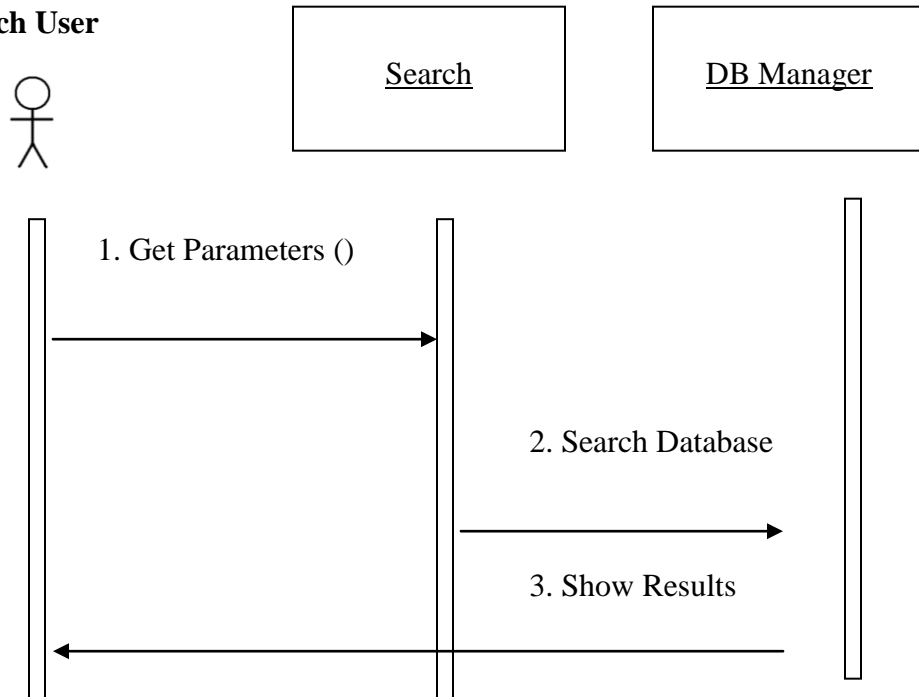 ch User
Search
DB Manager
1. Get Parameters ()
2. Search Database
3. Show Results